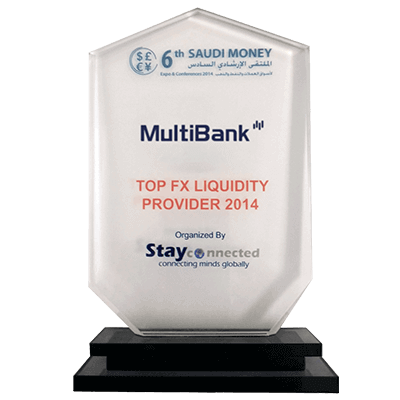 $£
€¥
6th SAUDI MONEY
الملتقى الإرشادي السادس
Expo & Conferences 2014
MultiBank
TOP FX LIQUIDITY
PROVIDER 2014
Organized By
Stayconnected
connecting minds globally